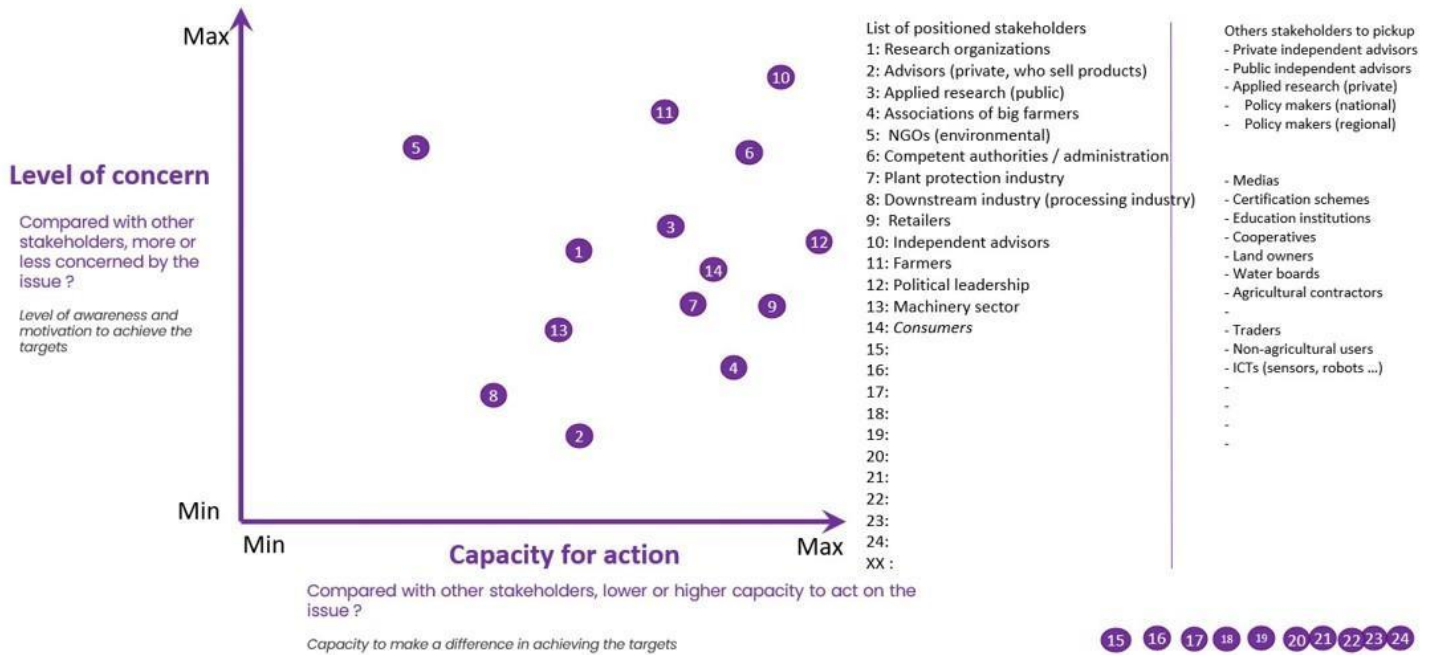 Max
Level of concern
Compared with other
stakeholders, more or
less concerned by the
issue ?
Level of awareness and
motivation to achieve the
targets
Min
10
11
5
6
3
12
1
14
7
9
13
4
8
2
Min
Capacity for action
Max
Compared with other stakeholders, lower or higher capacity to act on the
issue ?
Capacity to make a difference in achieving the targets
List of positioned stakeholders
1: Research organizations
2: Advisors (private, who sell products)
3: Applied research (public)
4: Associations of big farmers
5: NGOs (environmental)
6: Competent authorities / administration
7: Plant protection industry
8: Downstream industry (processing industry)
9: Retailers
10: Independent advisors
11: Farmers
12: Political leadership
13: Machinery sector
14: Consumers
15:
16:
17:
18:
19:
20:
21:
22:
23:
24:
XX :
Others stakeholders to pickup
- Private independent advisors
- Public independent advisors
- Applied research (private)
- Policy makers (national)
- Policy makers (regional)
- Medias
- Certification schemes
- Education institutions
- Cooperatives
- Land owners
- Water boards
- Agricultural contractors
-
- Traders
- Non-agricultural users
- ICTs (sensors, robots ...)
-
-
-
-
15 16 17 18 19 20 21 22 23 24